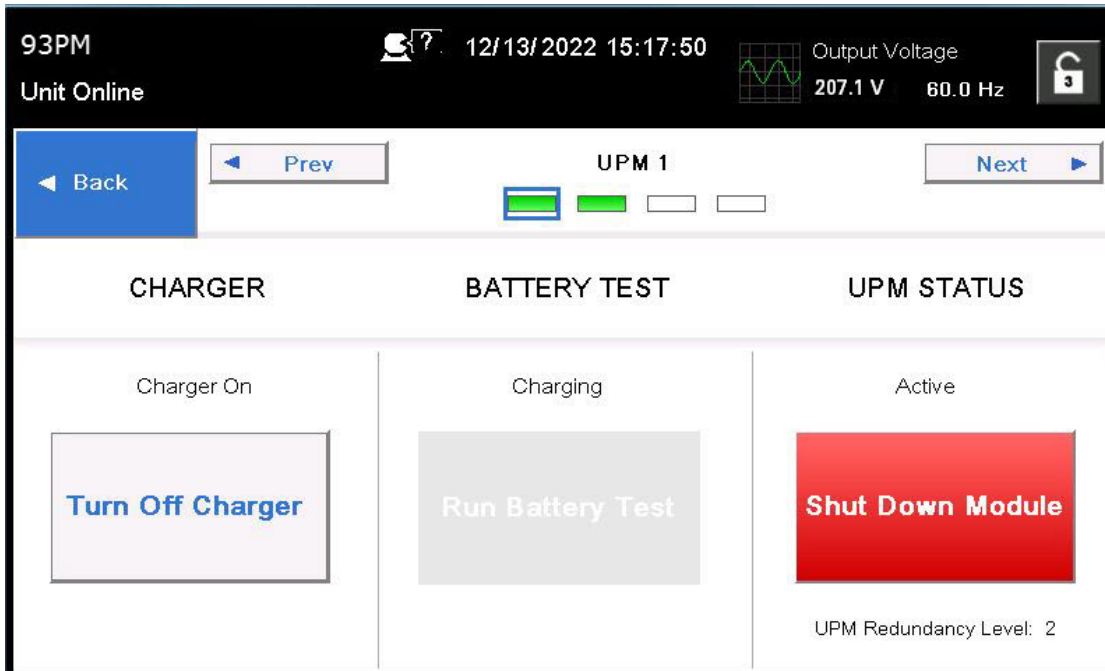 93PM
? 12/13/2022 15:17:50
Output Voltage
Unit Online
207.1 V 60.0 Hz
3
Back
Prev
UPM 1
Next
CHARGER
BATTERY TEST
UPM STATUS
Charger On
Charging
Active
Turn Off Charger
Run Battery Test
Shut Down Module
UPM Redundancy Level: 2